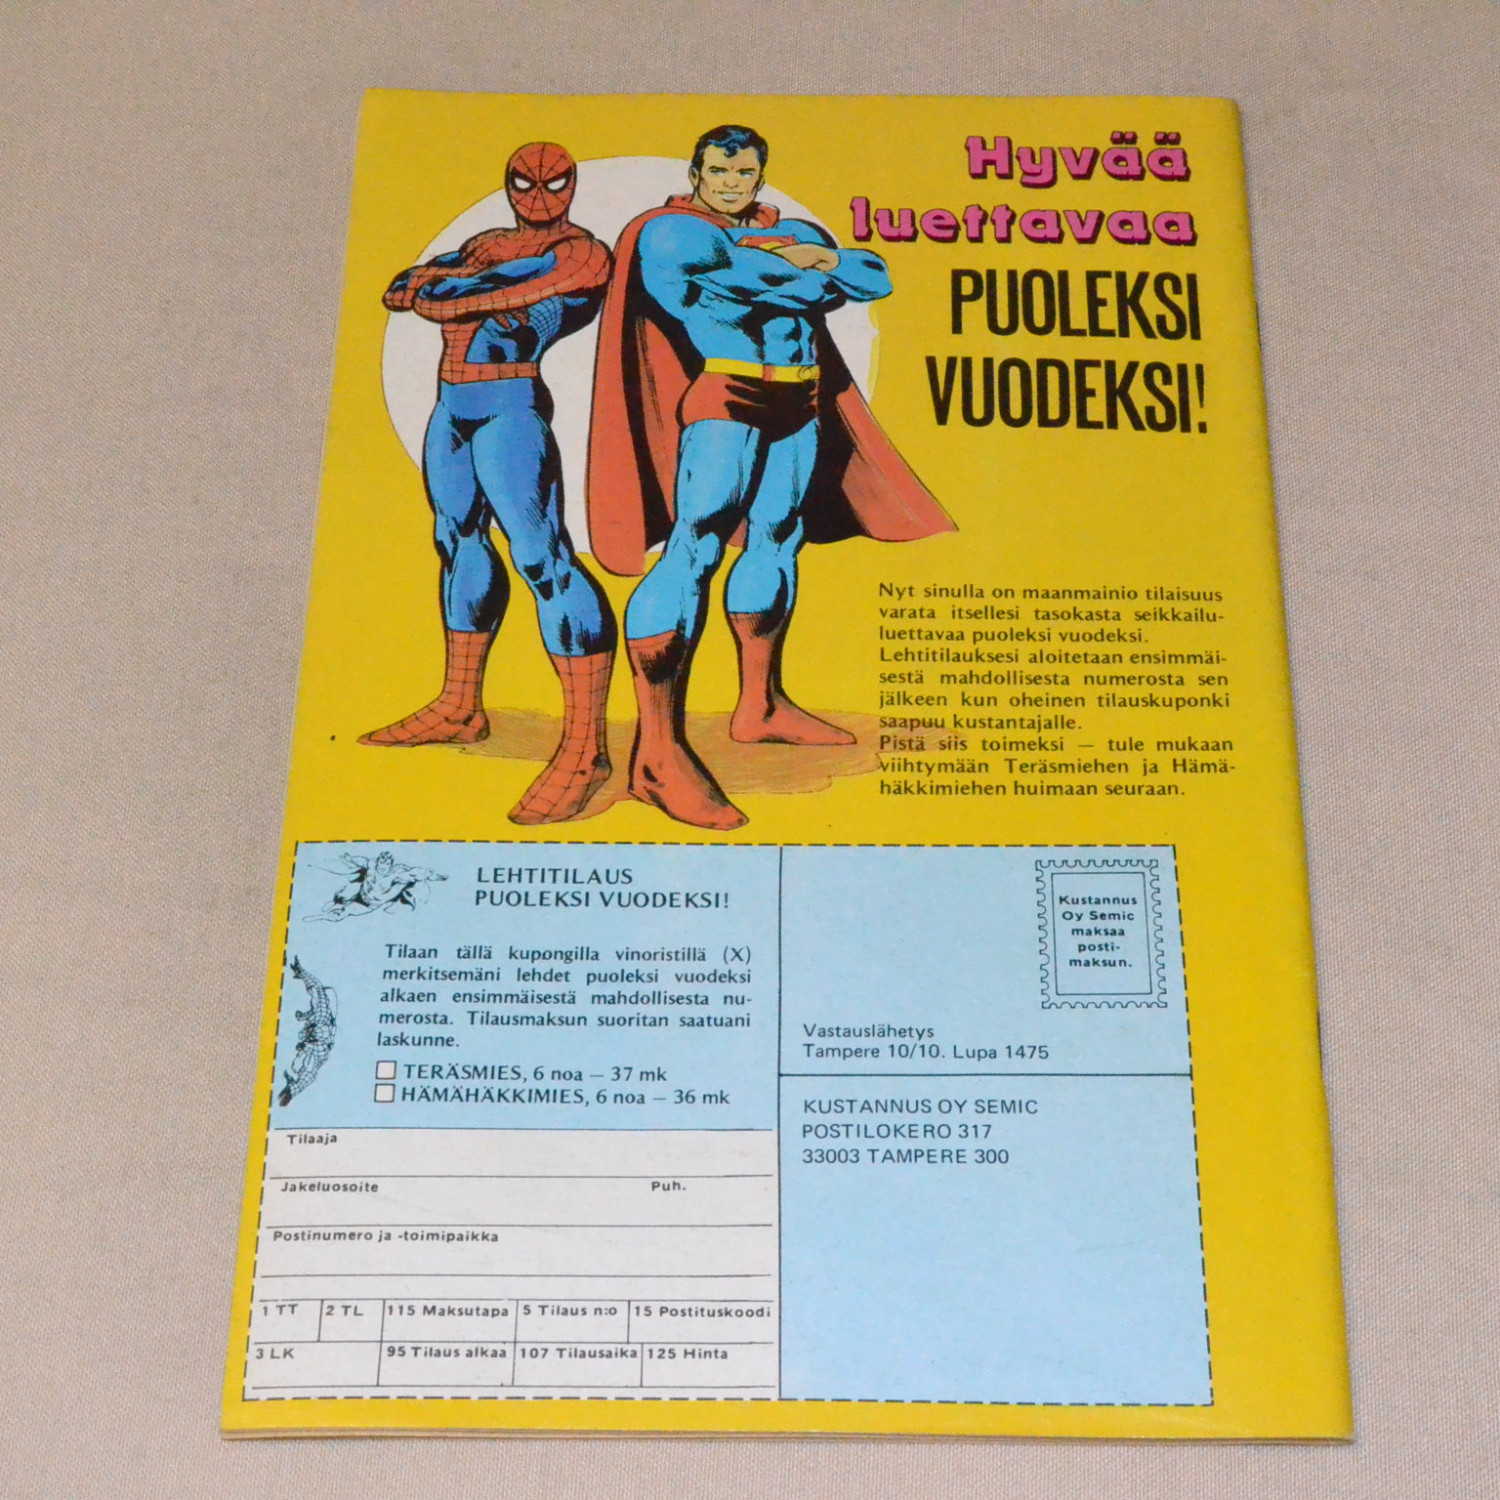 Hyvää
luettavaa
PUOLEKSI
VUODEKSI!
Nyt sinulla on maanmainio tilaisuus
varata itsellesi tasokasta seikkailu-
luettavaa puoleksi vuodeksi.
Lehtitilauksesi aloitetaan ensimmäi-
sestä mahdollisesta numerosta sen
jälkeen kun oheinen tilauskuponki
saapuu kustantajalle.
Pistä siis toimeksi — tule mukaan
viihtymään Teräsmiehen ja Hämä-
häkkimiehen huimaan seuraan.
LEHTITILAUS
PUOLEKSI VUODEKSI!
Tilaan tällä kupongilla vinoristillä (X)
merkitsemäni lehdet puoleksi vuodeksi
alkaen ensimmäisestä mahdollisesta nu-
merosta. Tilausmaksun suoritan saatuani
laskunne.
TERÄSMIES, 6 noa — 37 mk
HÄMÄHÄKKIMIES, 6 noa — 36 mk
Tilaaja
Jakeluosoite Puh.
Postinumero ja -toimipaikka
1 TT 2 TL 115 Maksutapa 5 Tilaus n:o 15 Postituskoodi
3 LK 95 Tilaus alkaa 107 Tilausaika 125 Hinta
Kustannus
Oy Semic
maksaa
posti-
maksun.
Vastauslähetys
Tampere 10/10. Lupa 1475
KUSTANNUS OY SEMIC
POSTILOKERO 317
33003 TAMPERE 300